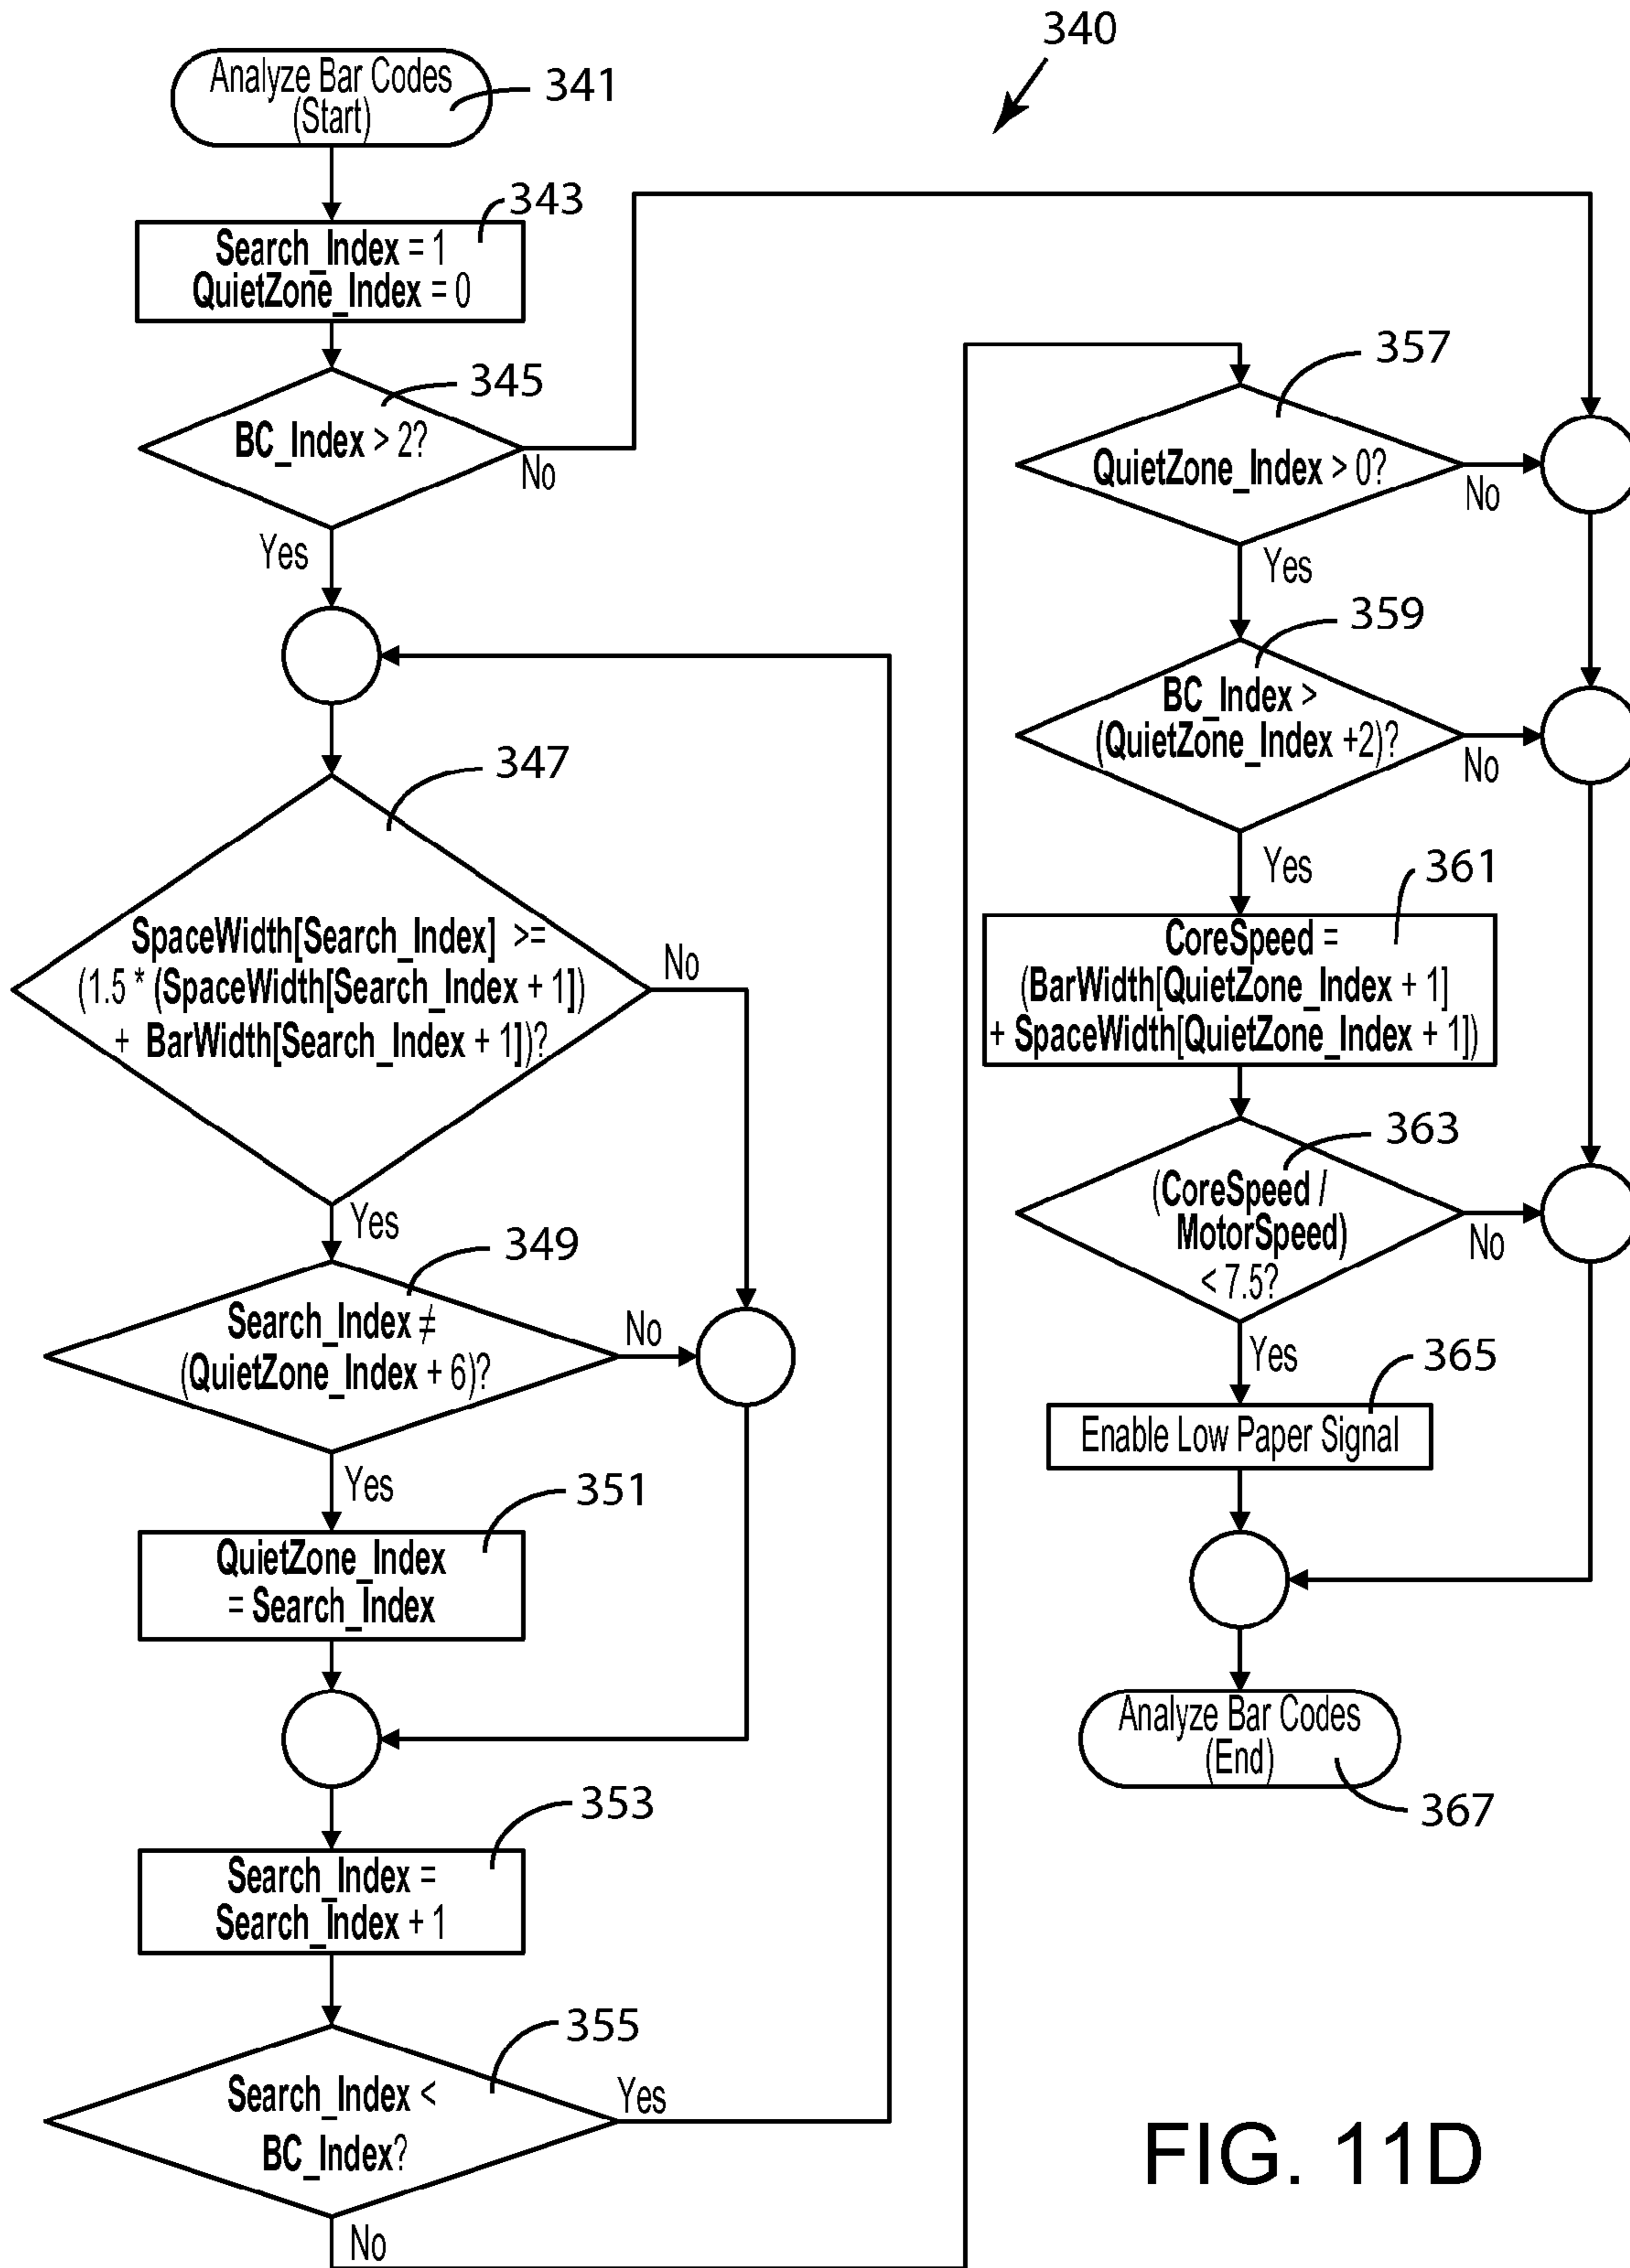 340
Analyze Bar Codes
(Start)
341
343
Search_Index = 1
QuietZone_Index = 0
345
BC_Index > 2?
No
Yes
347
SpaceWidth[Search_Index] >=
(1.5 * (SpaceWidth[Search_Index + 1])
+ BarWidth[Search_Index + 1])?
No
Yes
349
Search_Index ≠
(QuietZone_Index + 6)?
No
Yes
351
QuietZone_Index
= Search_Index
353
Search_Index =
Search_Index + 1
355
Search_Index <
BC_Index?
Yes
No
357
QuietZone_Index > 0?
No
Yes
359
BC_Index >
(QuietZone_Index +2)?
No
Yes
361
CoreSpeed =
(BarWidth[QuietZone_Index + 1]
+ SpaceWidth[QuietZone_Index + 1])
363
(CoreSpeed /
MotorSpeed)
< 7.5?
No
Yes
365
Enable Low Paper Signal
Analyze Bar Codes
(End)
367
FIG. 11D